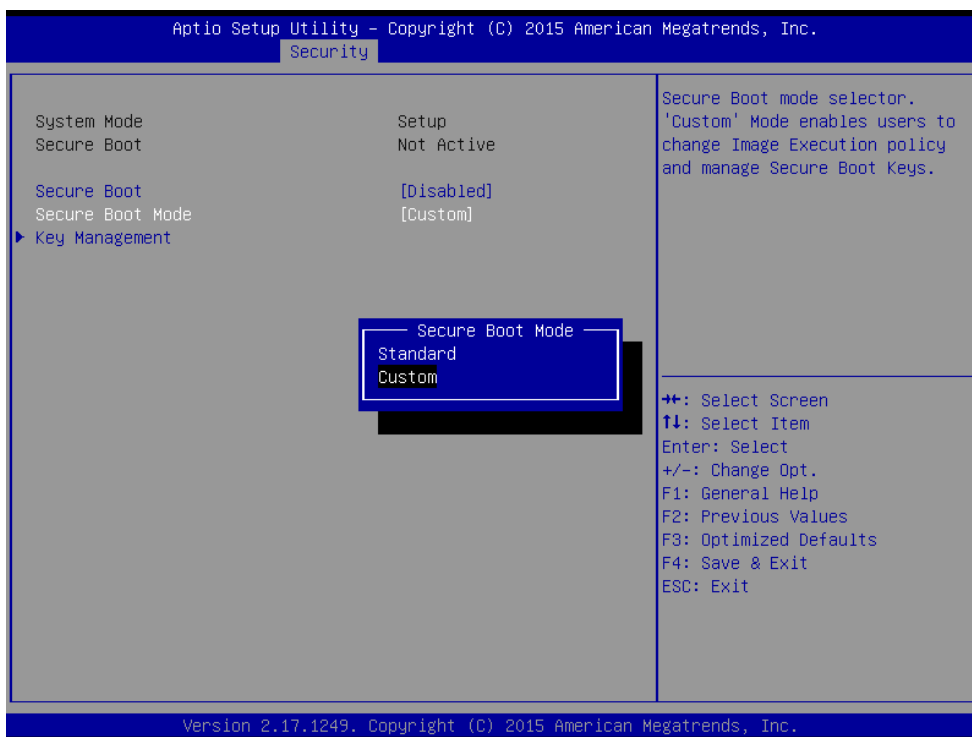 Aptio Setup Utility – Copyright (C) 2015 American Megatrends, Inc.
Security
System Mode Setup
Secure Boot Not Active
Secure Boot [Disabled]
Secure Boot Mode [Custom]
Key Management
Secure Boot Mode
Standard
Custom
Secure Boot mode selector.
'Custom' Mode enables users to
change Image Execution policy
and manage Secure Boot Keys.
→←: Select Screen
↑↓: Select Item
Enter: Select
+/-: Change Opt.
F1: General Help
F2: Previous Values
F3: Optimized Defaults
F4: Save & Exit
ESC: Exit
Version 2.17.1249. Copyright (C) 2015 American Megatrends, Inc.